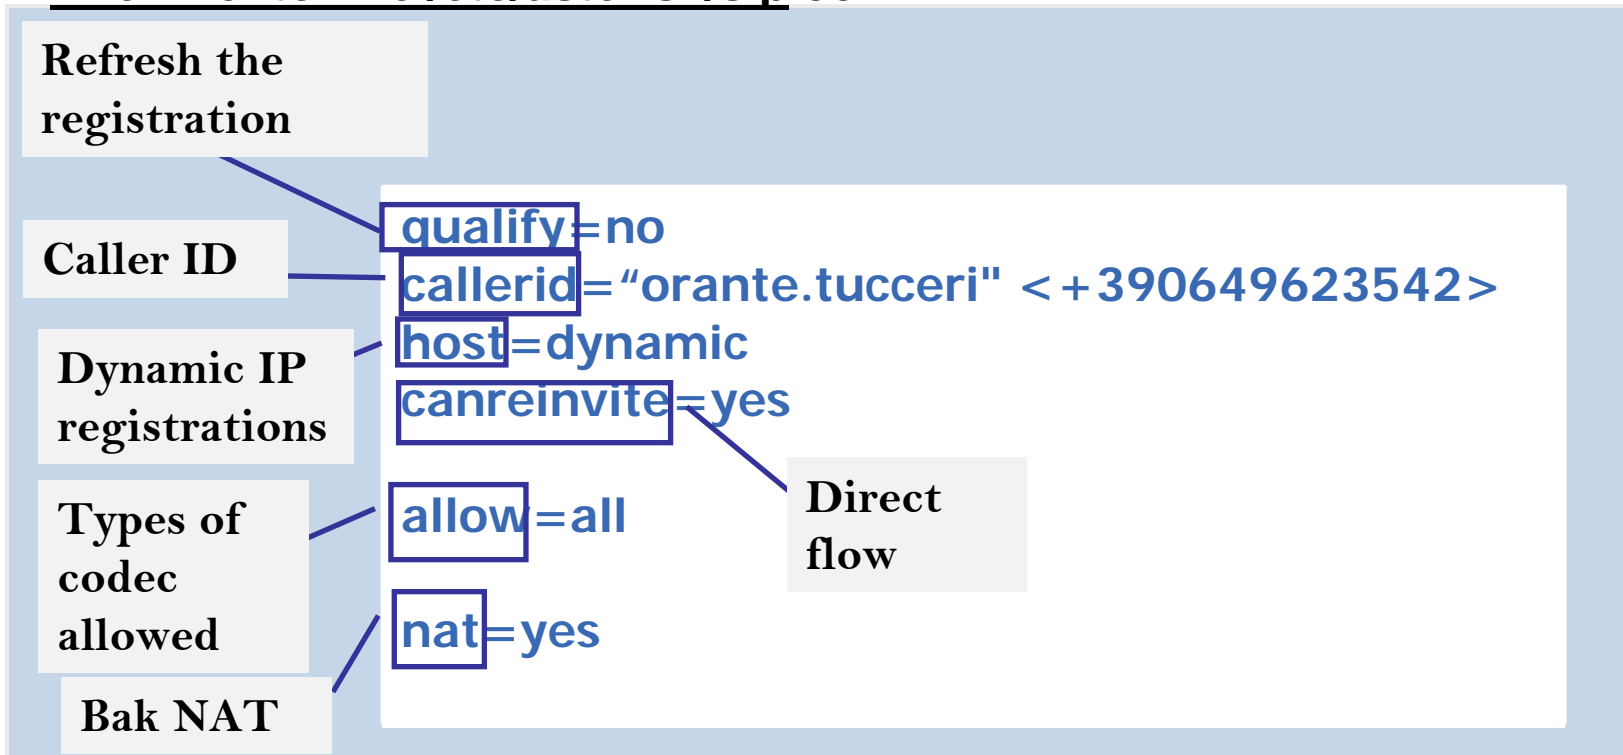 Refresh the
registration
qualify=no
Caller ID
callerid=“orante.tucceri" <+390649623542>
host=dynamic
Dynamic IP
registrations
canreinvite=yes
Direct
flow
Types of
codec
allowed
allow=all
nat=yes
Bak NAT